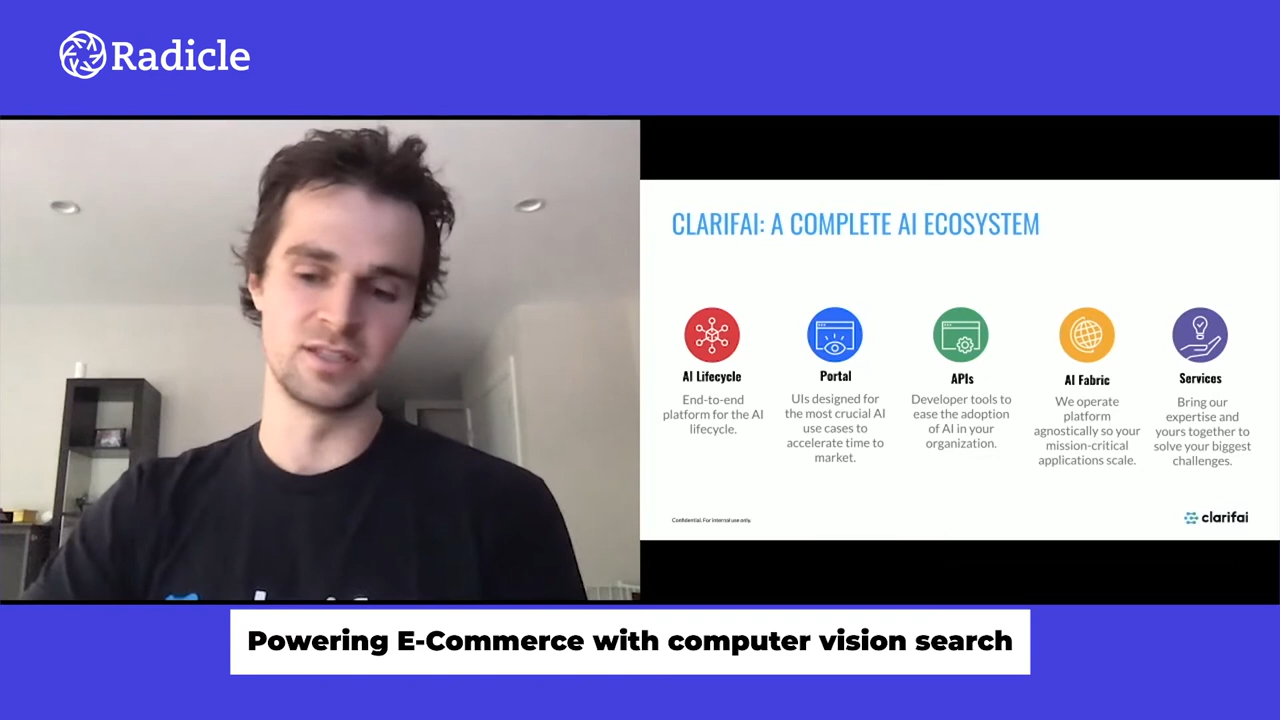 Radicle
CLARIFAI: A COMPLETE AI ECOSYSTEM
AI Lifecycle
End-to-end
platform for the AI
lifecycle.
Portal
UIs designed for
the most crucial AI
use cases to
accelerate time to
market.
APIs
Developer tools to
ease the adoption
of AI in your
organization.
AI Fabric
We operate
platform
agnostically so your
mission-critical
applications scale.
Services
Bring our
expertise and
yours together to
solve your biggest
challenges.
Confidential. For internal use only.
clarifai
Powering E-Commerce with computer vision search